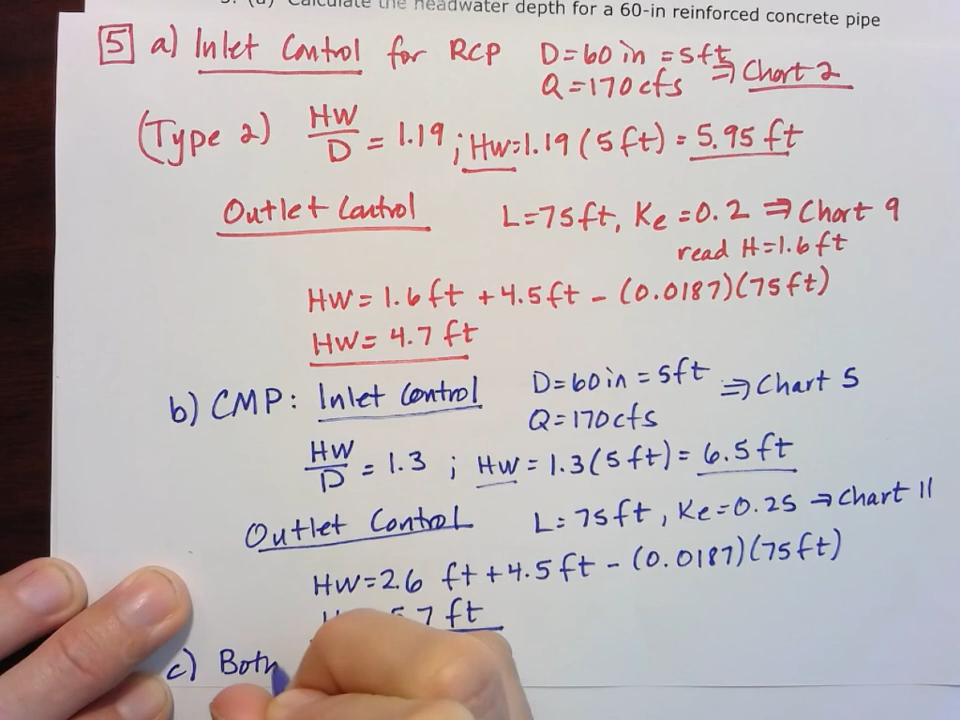 Calculate the headwater depth for a 60-in reinforced concrete pipe
5 a) Inlet Control for RCP D=60 in = 5ft
Q=170cfs ⇒ Chart 2
(Type 2) HW/D = 1.19 ; HW=1.19 (5ft) = 5.95 ft
Outlet Control L=75ft, Ke=0.2 ⇒ Chart 9
read H=1.6ft
HW= 1.6ft + 4.5ft - (0.0187)(75ft)
HW= 4.7 ft
b) CMP: Inlet Control D=60in = 5ft ⇒ Chart 5
Q=170cfs
HW/D = 1.3 ; HW = 1.3(5ft) = 6.5ft
Outlet Control L=75ft, Ke=0.25 → Chart 11
HW=2.6 ft + 4.5ft - (0.0187)(75ft)
7 ft
c) Both